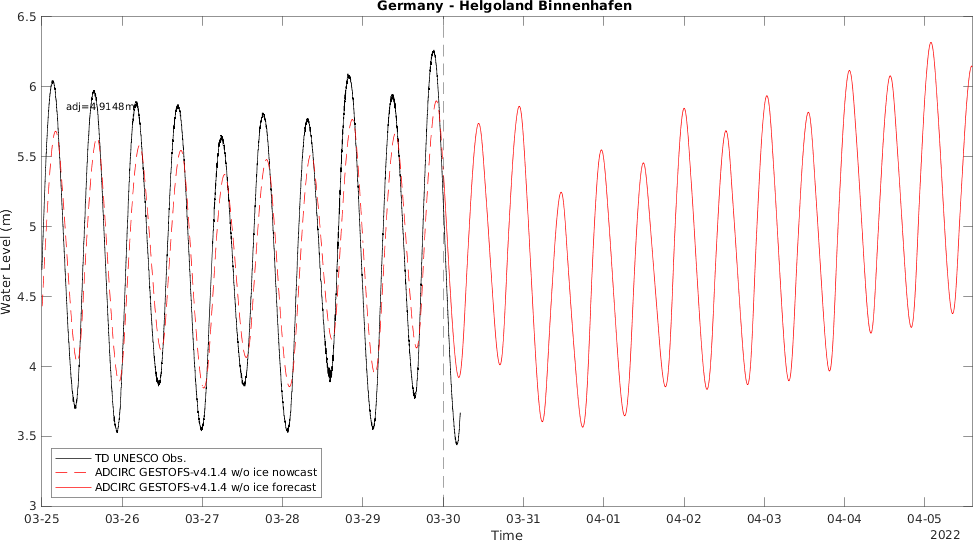 Germany - Helgoland Binnenhafen
6.5
6
5.5
5
4.5
4
3.5
3
Water Level (m)
adj=4.9148m
TD UNESCO Obs.
ADCIRC GESTOFS-v4.1.4 w/o ice nowcast
ADCIRC GESTOFS-v4.1.4 w/o ice forecast
03-25 03-26 03-27 03-28 03-29 03-30 03-31 04-01 04-02 04-03 04-04 04-05
Time
2022